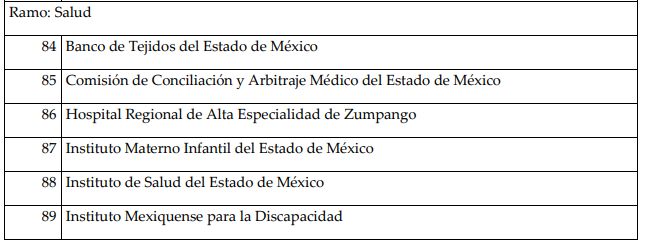 Ramo: Salud
84 Banco de Tejidos del Estado de México
85 Comisión de Conciliación y Arbitraje Médico del Estado de México
86 Hospital Regional de Alta Especialidad de Zumpango
87 Instituto Materno Infantil del Estado de México
88 Instituto de Salud del Estado de México
89 Instituto Mexiquense para la Discapacidad